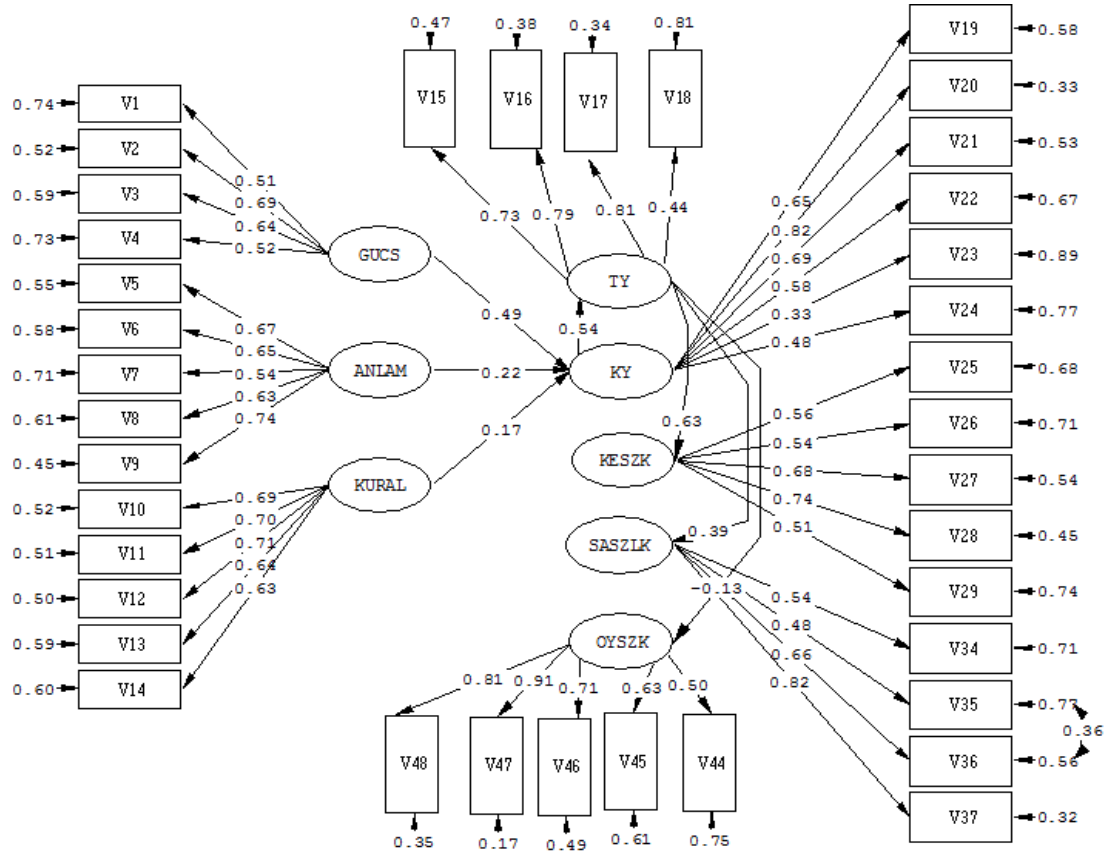 0.47 0.38 0.34 0.81
V15 V16 V17 V18
0.74 V1
0.52 V2
0.59 V3
0.73 V4
0.55 V5
0.58 V6
0.71 V7
0.61 V8
0.45 V9
0.52 V10
0.51 V11
0.50 V12
0.59 V13
0.60 V14
0.51
0.69
0.64
0.52
0.67
0.65
0.54
0.63
0.74
0.69
0.70
0.71
0.64
0.63
GUCS
ANLAM
KURAL
0.49
0.22
0.17
0.73 0.79 0.81 0.44
TY
0.54
KY
0.63
KESZK
0.39
SASZLK
-0.13
OYSZK
0.81 0.91 0.71 0.63 0.50
V48 V47 V46 V45 V44
0.35 0.17 0.49 0.61 0.75
0.65
0.82
0.69
0.58
0.33
0.48
0.56
0.54
0.68
0.74
0.51
0.54
0.48
0.66
0.82
V19 0.58
V20 0.33
V21 0.53
V22 0.67
V23 0.89
V24 0.77
V25 0.68
V26 0.71
V27 0.54
V28 0.45
V29 0.74
V34 0.71
V35 0.77
0.36
V36 0.56
V37 0.32